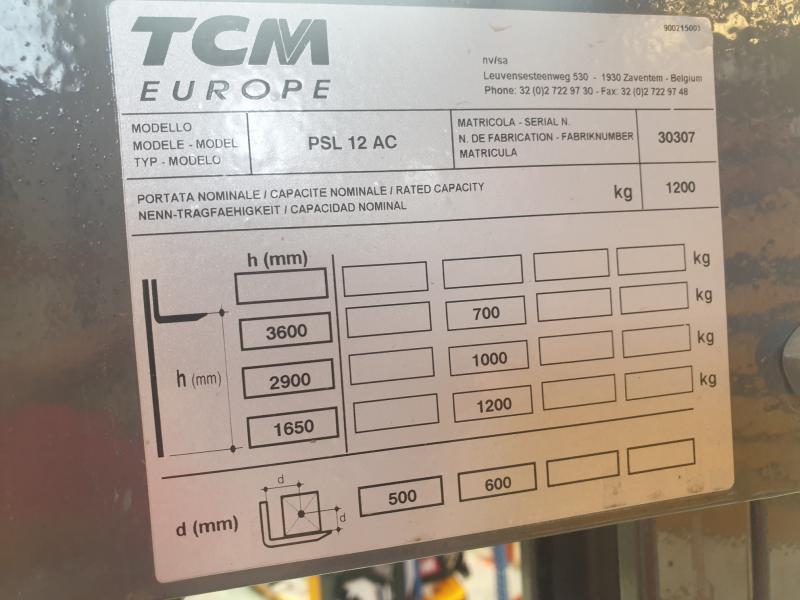 TCM
EUROPE
900215003
nv/sa
Leuvensesteenweg 530 - 1930 Zaventem - Belgium
Phone: 32 (0)2 722 97 30 - Fax: 32 (0)2 722 97 48
MODELLO
MODELE - MODEL
TYP - MODELO
PSL 12 AC
MATRICOLA - SERIAL N.
N. DE FABRICATION - FABRIKNUMBER
MATRICULA
30307
PORTATA NOMINALE / CAPACITE NOMINALE / RATED CAPACITY
NENN-TRAGFAEHIGKEIT / CAPACIDAD NOMINAL
kg
1200
h (mm)
kg
3600 700 kg
h (mm)
2900 1000 kg
1650 1200 kg
d (mm)
d
d
500 600